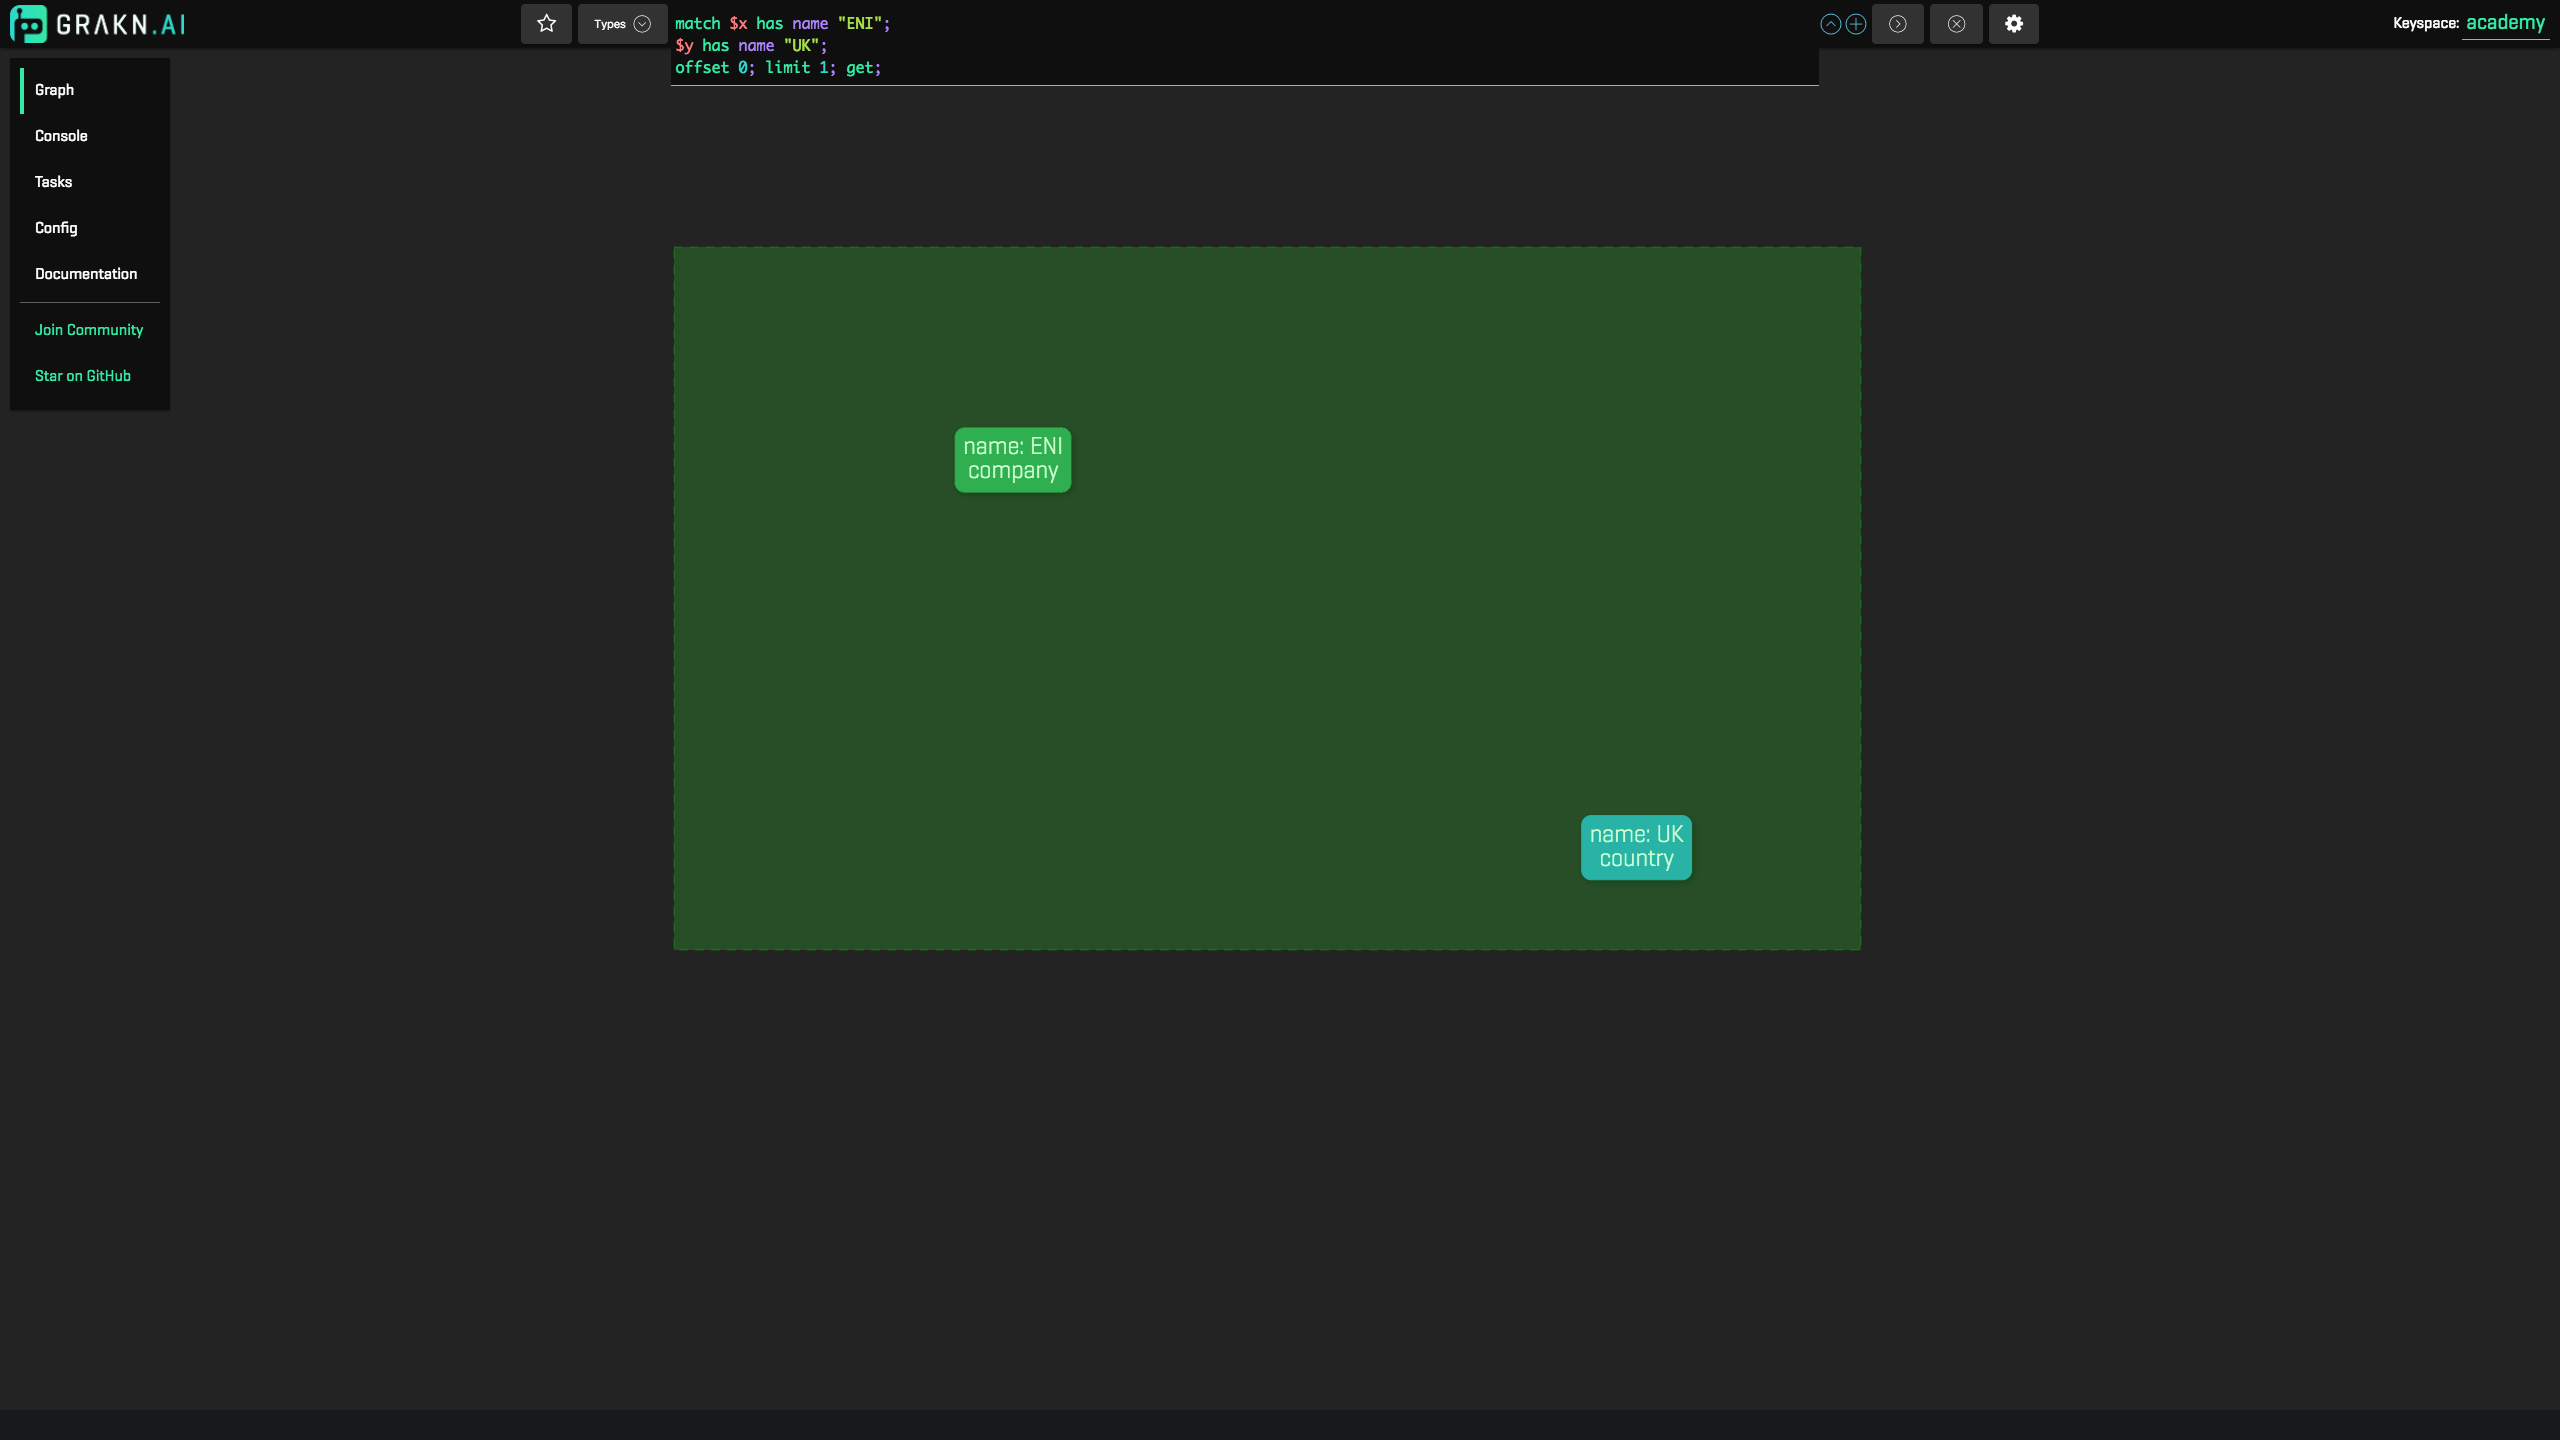 GRAKN.AI
Types
match $x has name "ENI";
$y has name "UK";
offset 0; limit 1; get;
Keyspace: academy
Graph
Console
Tasks
Config
Documentation
Join Community
Star on GitHub
name: ENI
company
name: UK
country